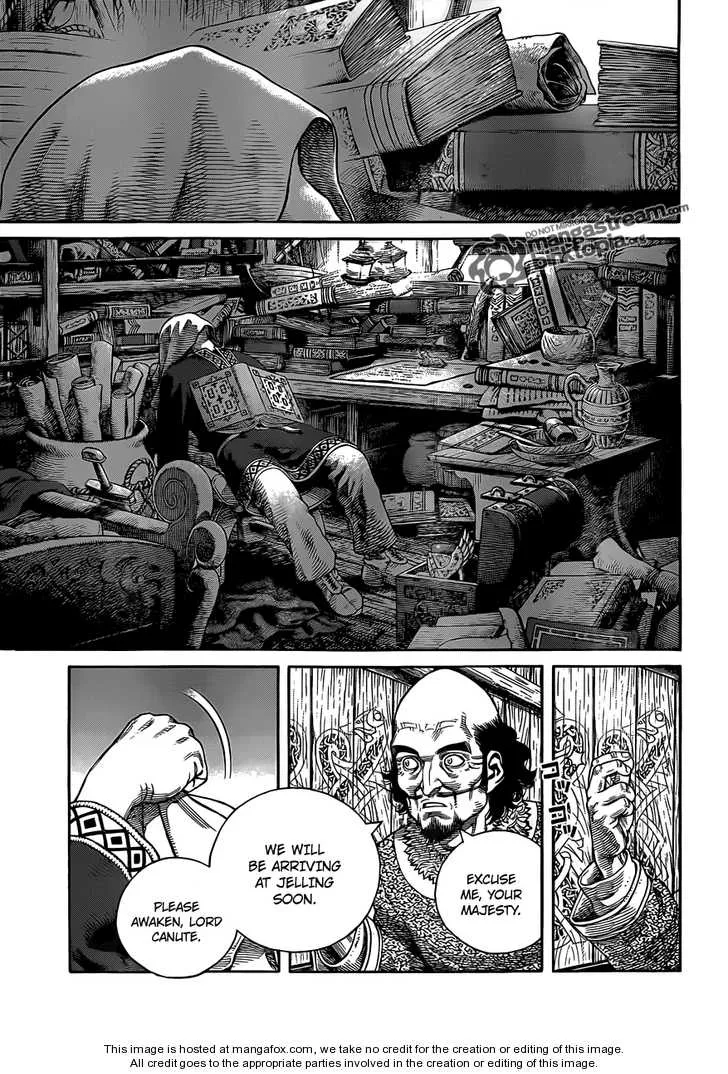 DO NOT MIRROR
mangastream.com
EXCUSE
ME, YOUR
MAJESTY.
WE WILL
BE ARRIVING
AT JELLING
SOON.
PLEASE
AWAKEN, LORD
CANUTE.
This image is hosted at mangafox.com, we take no credit for the creation or editing of this image.
All credit goes to the appropriate parties involved in the creation or editing of this image.